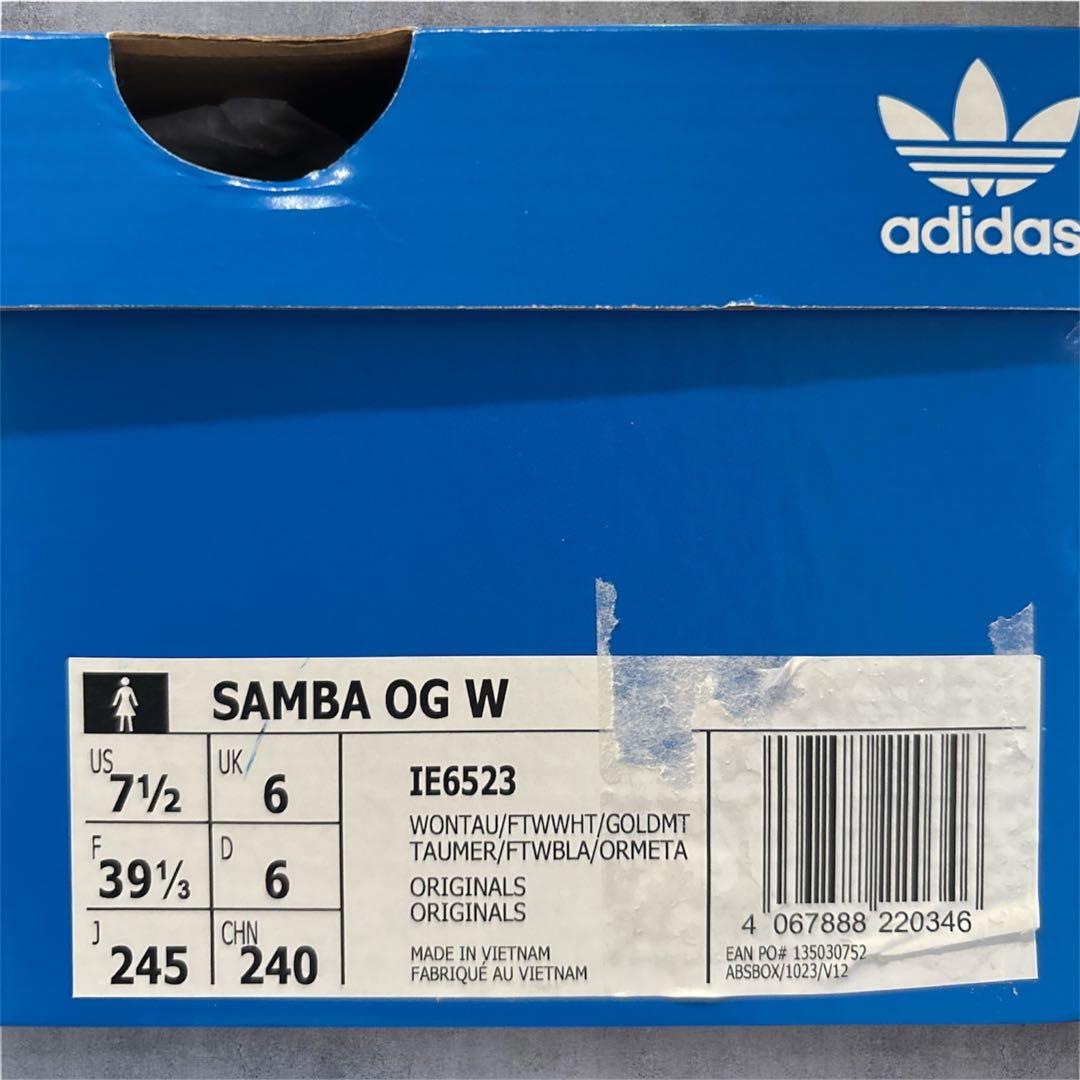 adidas
SAMBA OG W
US 7½
UK 6
F 39⅓
D 6
J 245
CHN 240
IE6523
WONTAU/FTWWHT/GOLDMT
TAUMER/FTWBLA/ORMETA
ORIGINALS
ORIGINALS
MADE IN VIETNAM
FABRIQUÉ AU VIETNAM
4 067888 220346
EAN PO# 135030752
ABSBOX/1023/V12